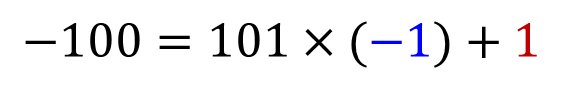 −100 = 101 × (−1) + 1